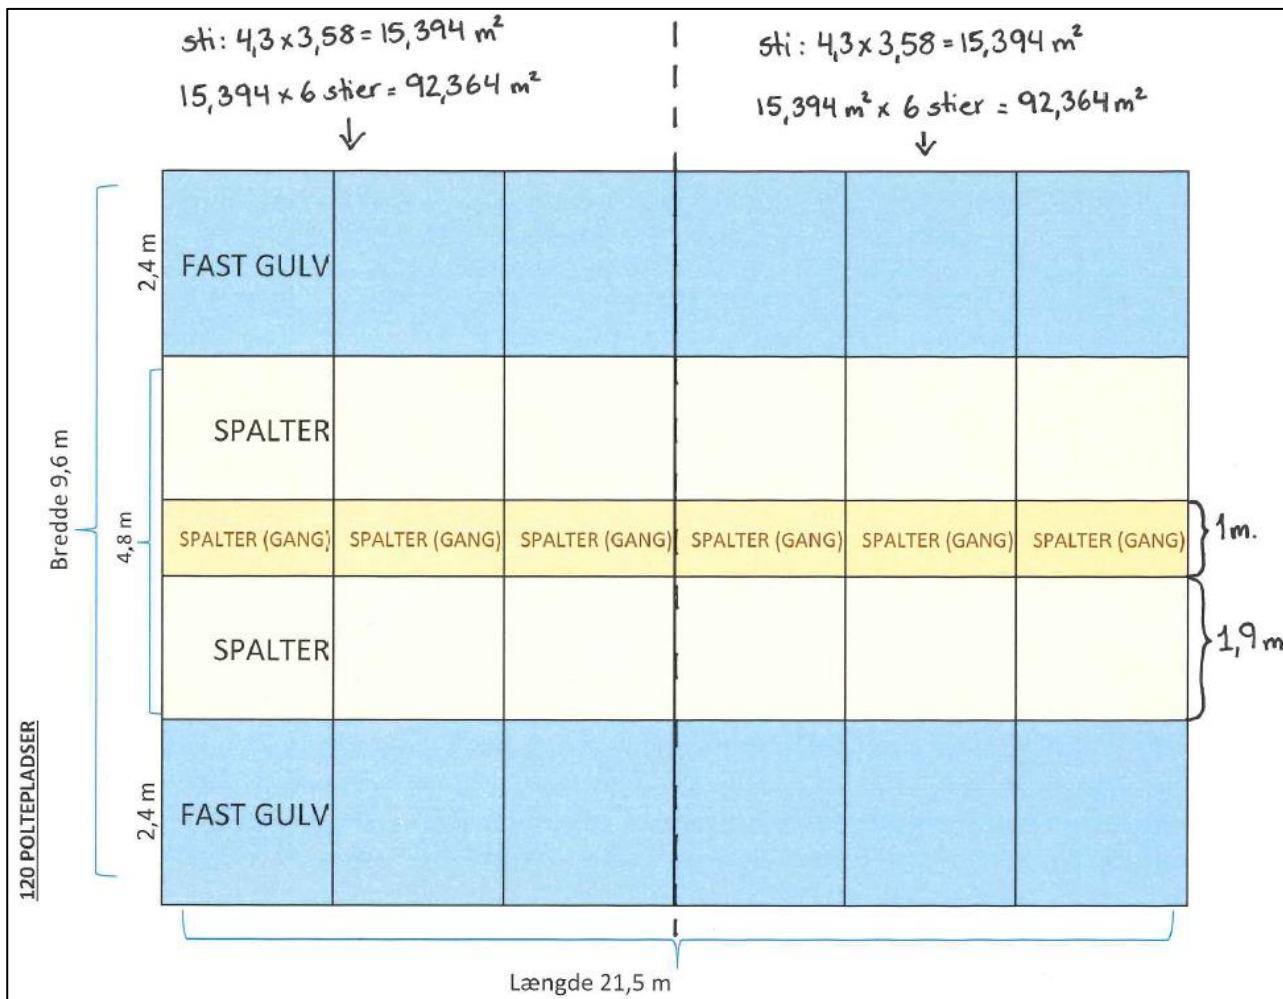 sti: 4,3 x 3,58 = 15,394 m²
15,394 x 6 stier = 92,364 m²
sti: 4,3 x 3,58 = 15,394 m²
15,394 m² x 6 stier = 92,364 m²
Bredde 9,6 m
2,4 m
FAST GULV
4,8 m
SPALTER
SPALTER (GANG) SPALTER (GANG) SPALTER (GANG) SPALTER (GANG) SPALTER (GANG) SPALTER (GANG)
1 m.
SPALTER
1,9 m
2,4 m
FAST GULV
120 POLTEPLADSER
Længde 21,5 m